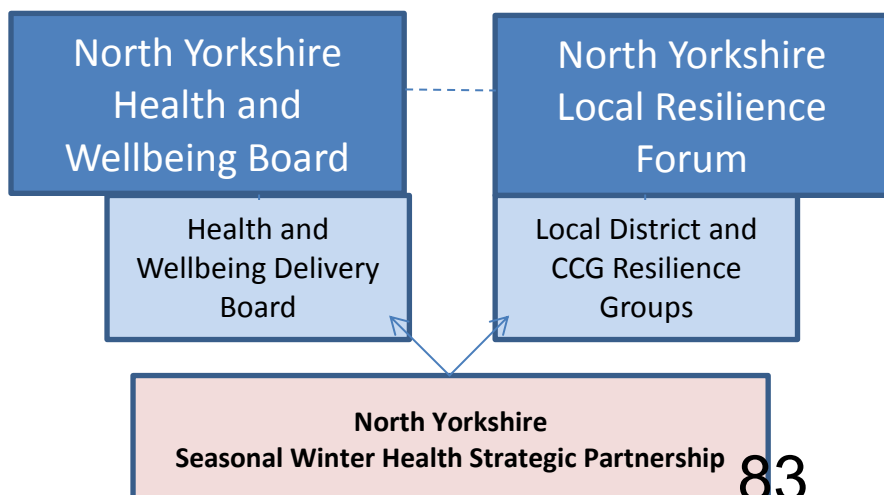 North Yorkshire
Health and
Wellbeing Board
North Yorkshire
Local Resilience
Forum
Health and
Wellbeing Delivery
Board
Local District and
CCG Resilience
Groups
North Yorkshire
Seasonal Winter Health Strategic Partnership
83